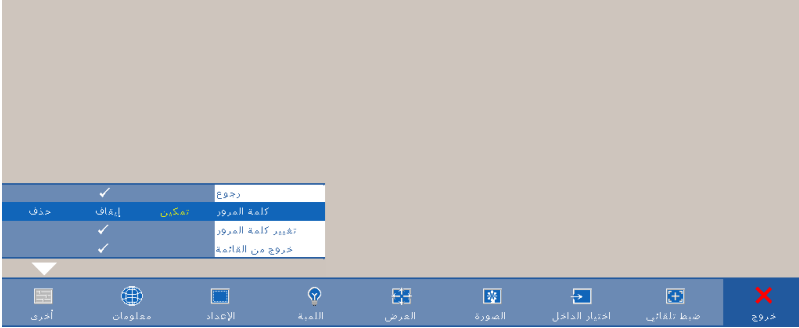 رجوع
كلمة المرور تمكين إيقاف حذف
تغيير كلمة المرور
خروج من القائمة
خروج ضبط تلقائي اختيار الداخل الصورة العرض اللمبة الإعداد معلومات أخرى